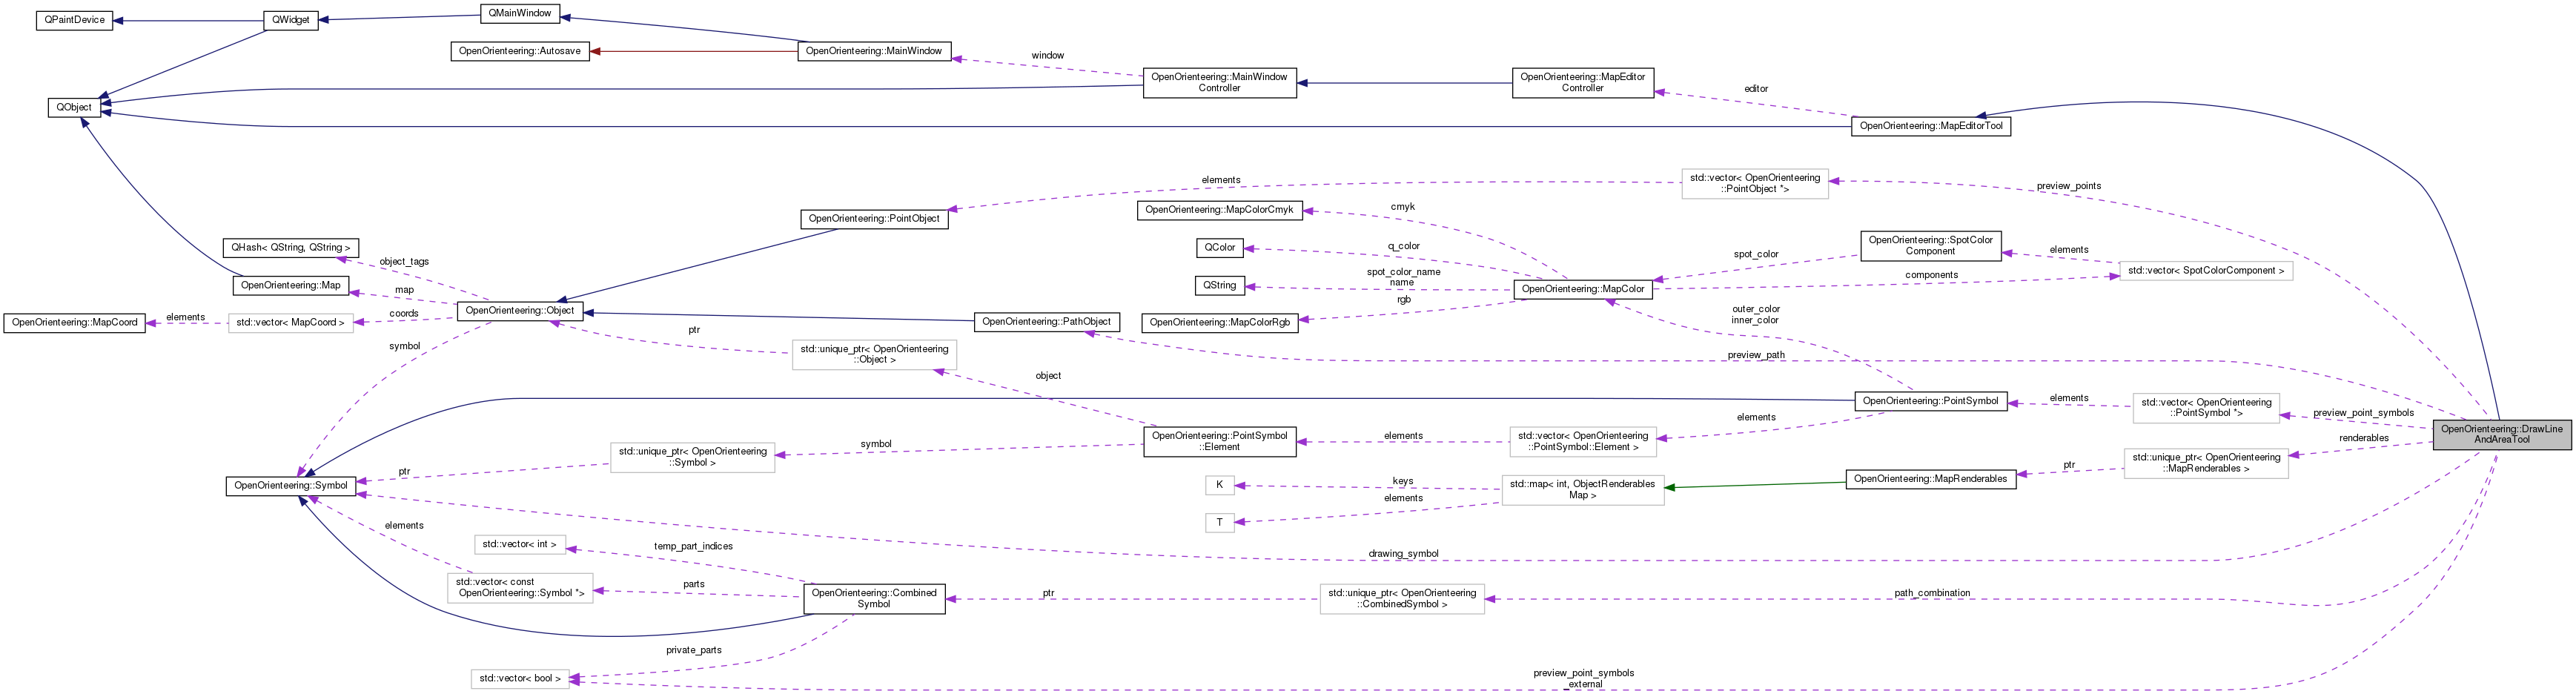 QPaintDevice
QWidget
QMainWindow
OpenOrienteering::Autosave
OpenOrienteering::MainWindow
window
OpenOrienteering::MainWindow
Controller
OpenOrienteering::MapEditor
Controller
editor
QObject
OpenOrienteering::MapEditorTool
elements
std::vector< OpenOrienteering
::PointObject *>
preview_points
OpenOrienteering::PointObject
OpenOrienteering::MapColorCmyk
cmyk
QHash< QString, QString >
object_tags
QColor
q_color
OpenOrienteering::SpotColor
Component
spot_color
elements
std::vector< SpotColorComponent >
components
OpenOrienteering::Map
map
QString
spot_color_name
name
OpenOrienteering::MapColor
rgb
OpenOrienteering::MapCoord
elements
std::vector< MapCoord >
coords
OpenOrienteering::Object
OpenOrienteering::PathObject
OpenOrienteering::MapColorRgb
outer_color
inner_color
ptr
symbol
std::unique_ptr< OpenOrienteering
::Object >
preview_path
object
OpenOrienteering::PointSymbol
elements
std::vector< OpenOrienteering
::PointSymbol *>
preview_point_symbols
OpenOrienteering::DrawLine
AndAreaTool
elements
OpenOrienteering::PointSymbol
::Element
elements
std::vector< OpenOrienteering
::PointSymbol::Element >
renderables
symbol
std::unique_ptr< OpenOrienteering
::Symbol >
ptr
std::unique_ptr< OpenOrienteering
::MapRenderables >
ptr
OpenOrienteering::Symbol
K
keys
std::map< int, ObjectRenderables
Map >
OpenOrienteering::MapRenderables
elements
T
elements
std::vector< int >
temp_part_indices
drawing_symbol
std::vector< const
OpenOrienteering::Symbol *>
parts
OpenOrienteering::Combined
Symbol
ptr
std::unique_ptr< OpenOrienteering
::CombinedSymbol >
path_combination
private_parts
std::vector< bool >
preview_point_symbols
_external